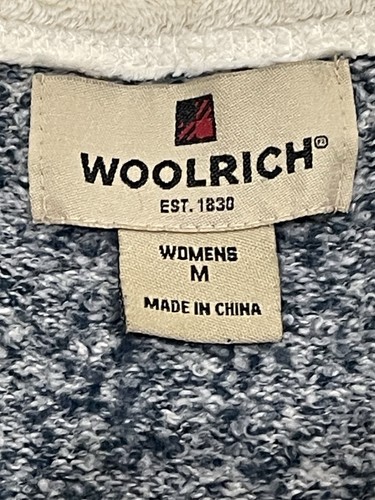 WOOLRICH®
EST. 1830
WOMENS
M
MADE IN CHINA